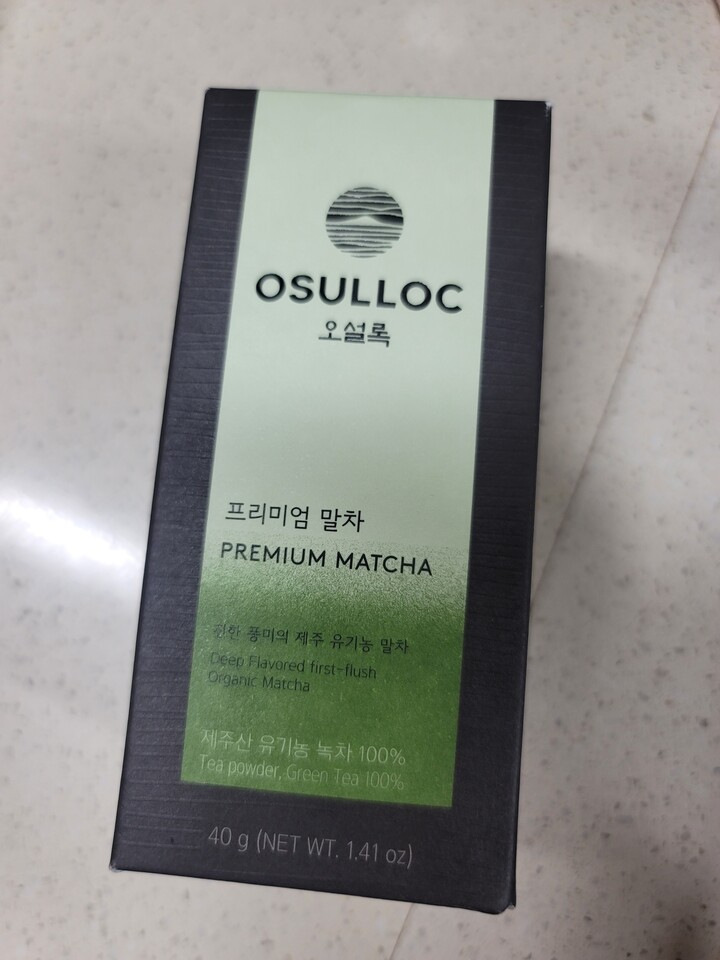 OSULLOC
오설록
프리미엄 말차
PREMIUM MATCHA
진한 풍미의 제주 유기농 말차
Deep Flavored first-flush
Organic Matcha
제주산 유기농 녹차 100%
Tea powder, Green Tea 100%
40 g (NET WT. 1.41 oz)